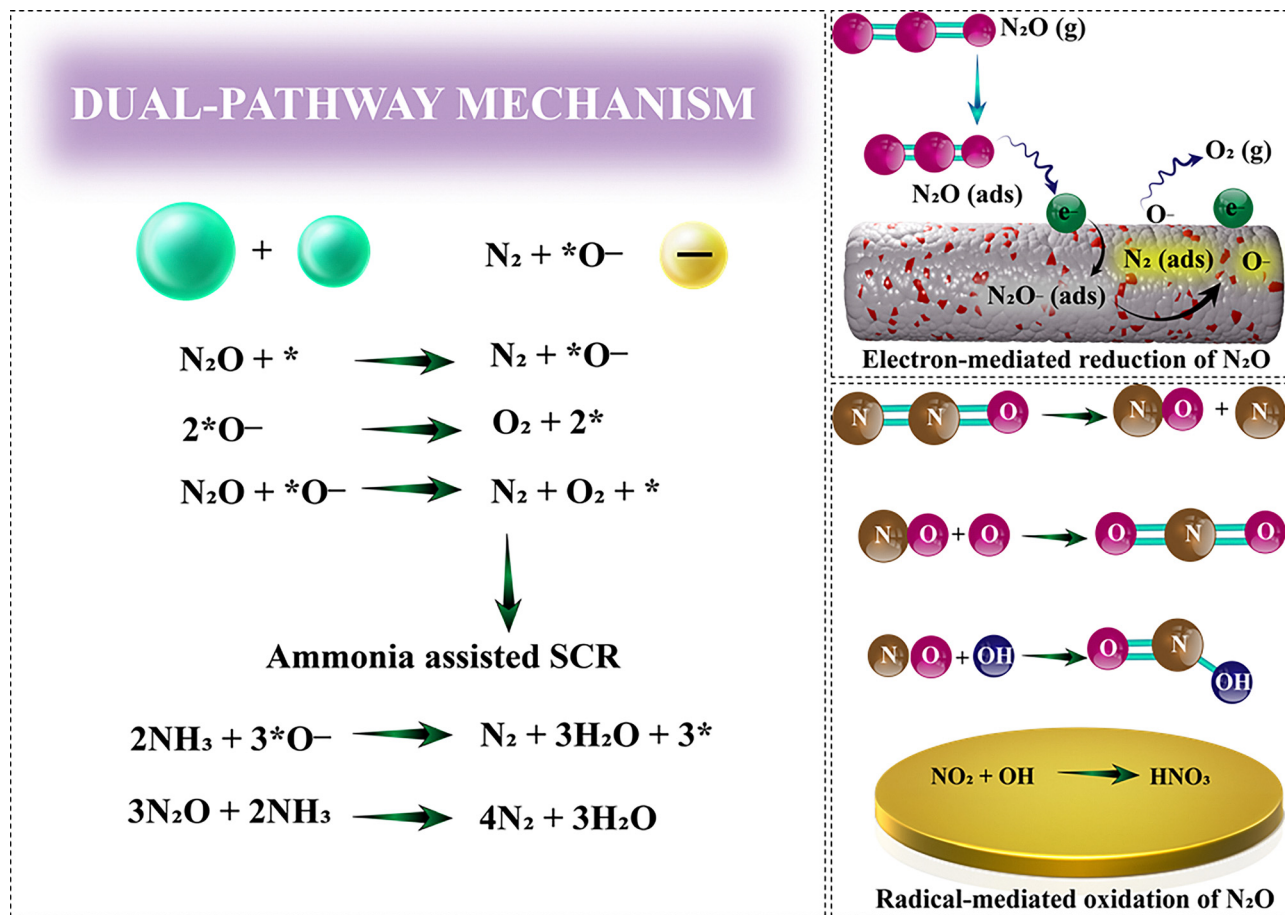 DUAL-PATHWAY MECHANISM
+ N₂ + *O− −
N₂O + * N₂ + *O−
2*O− O₂ + 2*
N₂O + *O− N₂ + O₂ + *
Ammonia assisted SCR
2NH₃ + 3*O− N₂ + 3H₂O + 3*
3N₂O + 2NH₃ 4N₂ + 3H₂O
N₂O (g)
O₂ (g)
N₂O (ads)
e− O− e−
N₂ (ads) O−
N₂O− (ads)
Electron-mediated reduction of N₂O
N N O N O + N
N O + O O N O
N O + OH O N OH
NO₂ + OH HNO₃
Radical-mediated oxidation of N₂O